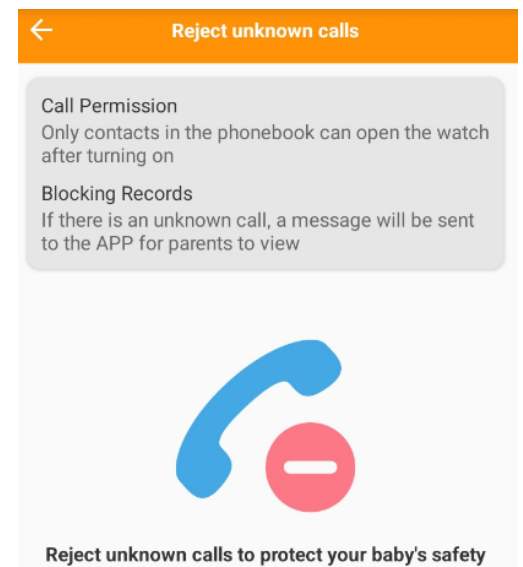 Reject unknown calls
Call Permission
Only contacts in the phonebook can open the watch
after turning on
Blocking Records
If there is an unknown call, a message will be sent
to the APP for parents to view
Reject unknown calls to protect your baby's safety